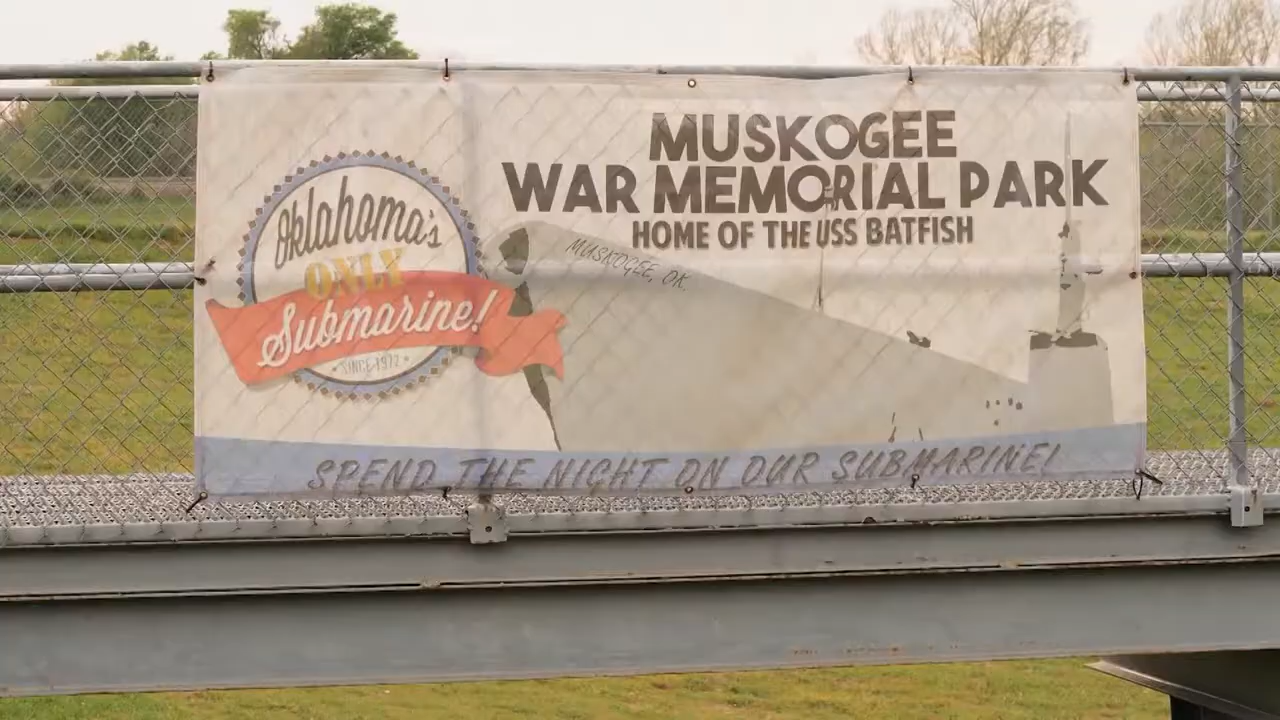 MUSKOGEE
WAR MEMORIAL PARK
HOME OF THE USS BATFISH
Oklahoma's
ONLY
Submarine!
• SINCE 1972 •
MUSKOGEE, OK.
SPEND THE NIGHT ON OUR SUBMARINE!